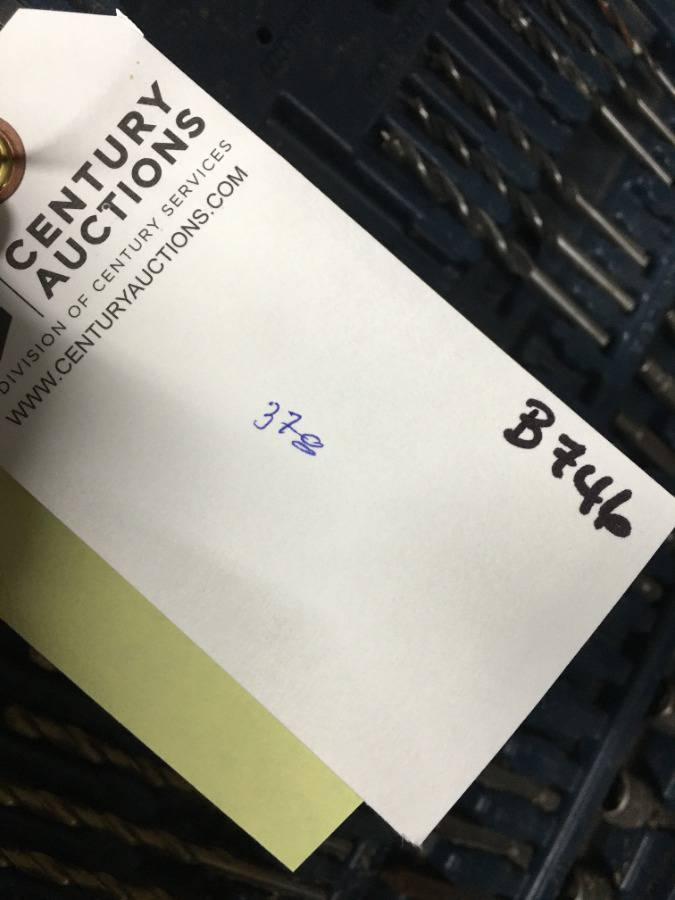 CENTURY
AUCTIONS
DIVISION OF CENTURY SERVICES
WWW.CENTURYAUCTIONS.COM
378
B746